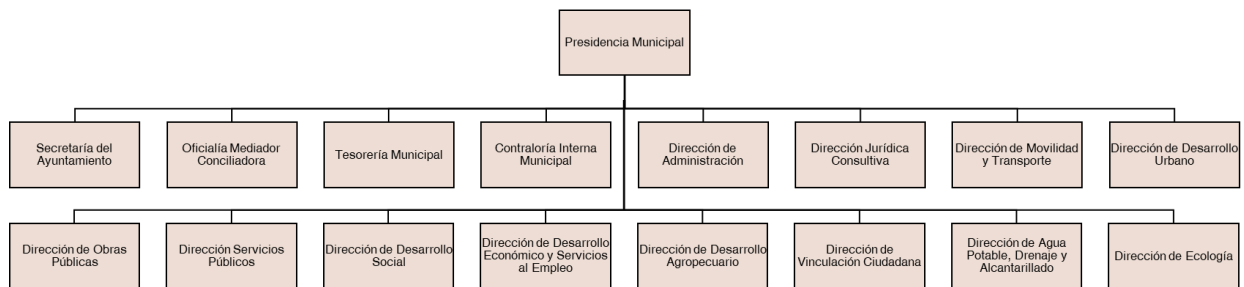 Presidencia Municipal
Secretaría del
Ayuntamiento
Oficialía Mediador
Conciliadora
Tesorería Municipal
Contraloría Interna
Municipal
Dirección de
Administración
Dirección Jurídica
Consultiva
Dirección de Movilidad
y Transporte
Dirección de Desarrollo
Urbano
Dirección de Obras
Públicas
Dirección Servicios
Públicos
Dirección de Desarrollo
Social
Dirección de Desarrollo
Económico y Servicios
al Empleo
Dirección de Desarrollo
Agropecuario
Dirección de
Vinculación Ciudadana
Dirección de Agua
Potable, Drenaje y
Alcantarillado
Dirección de Ecología